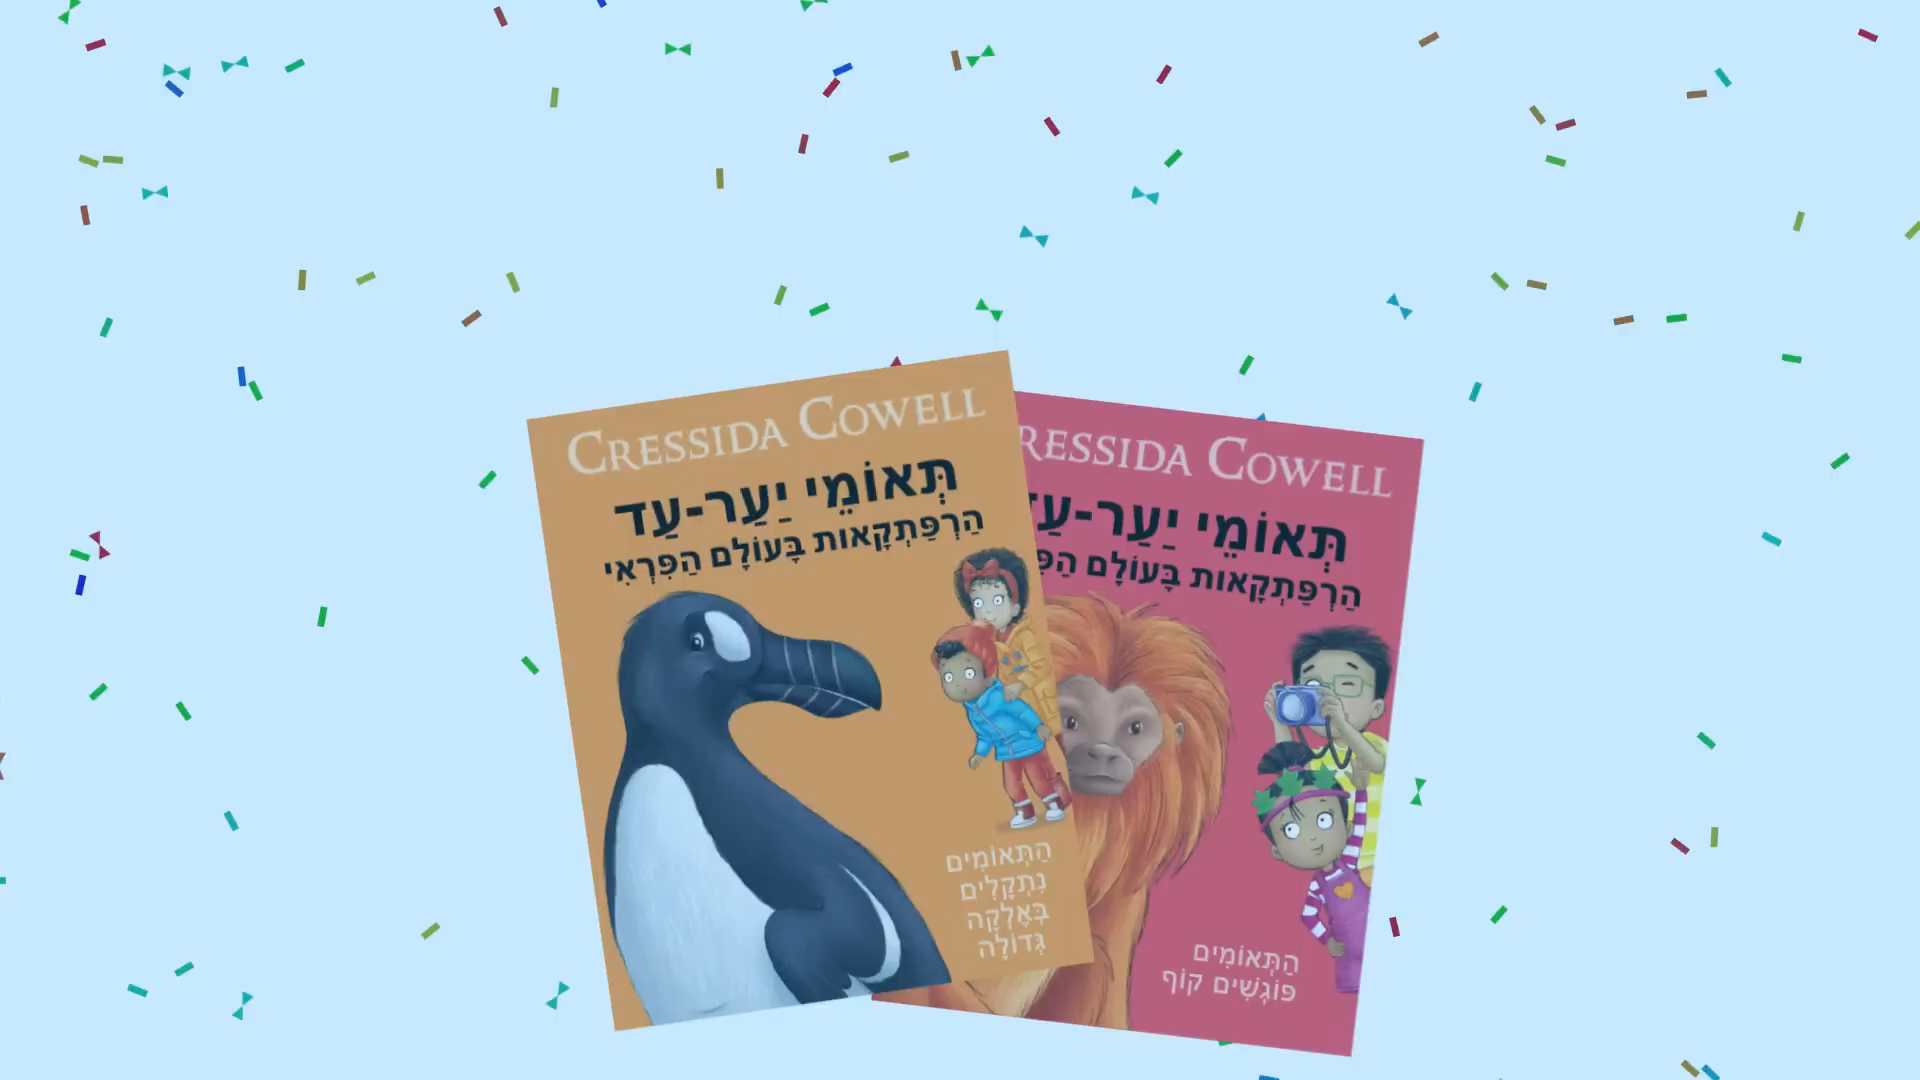 CRESSIDA COWELL
תְּאוֹמֵי יַעַר-עַד
הַרְפַּתְקָאוֹת בָּעוֹלָם הַפִּרְאִי
הַתְּאוֹמִים
נִתְקָלִים
בְּאָלְקָה
גְּדוֹלָה
RESSIDA COWELL
תְּאוֹמֵי יַעַר-עַד
הַרְפַּתְקָאוֹת בָּעוֹלָם
הַתְּאוֹמִים
פּוֹגְשִׁים קוֹף